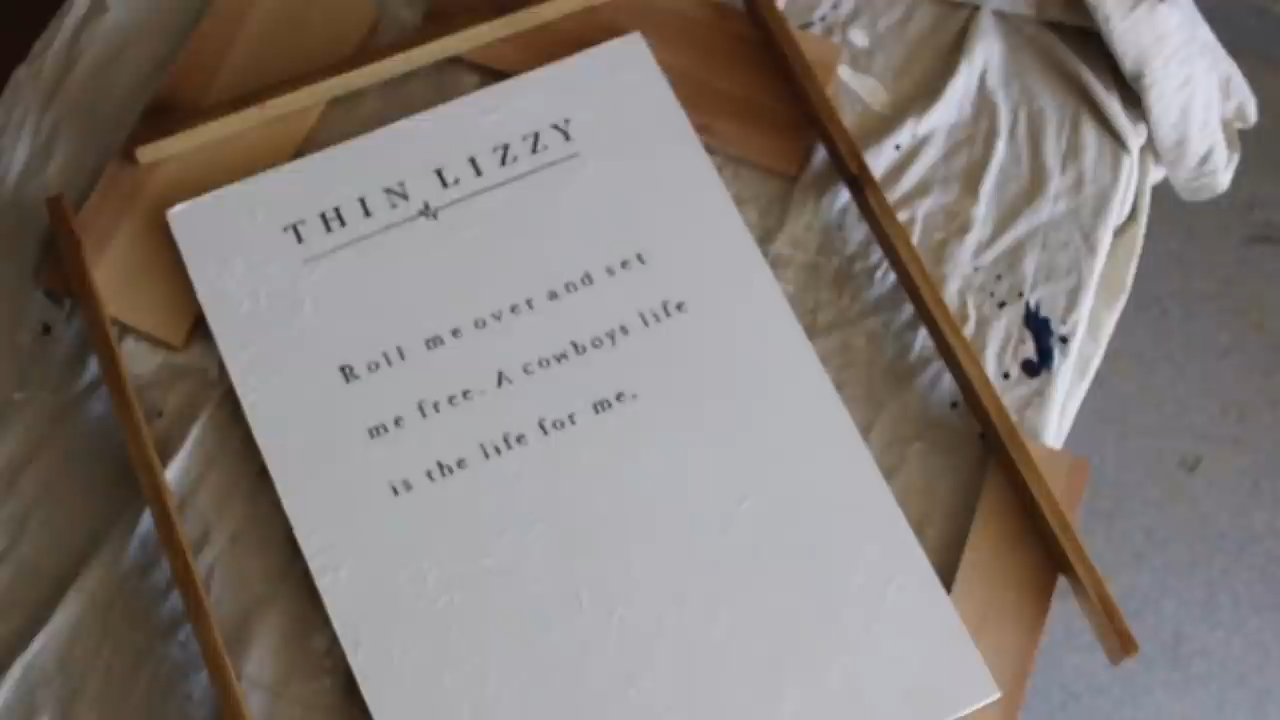 THIN LIZZY
Roll me over and set
me free. A cowboys life
is the life for me.